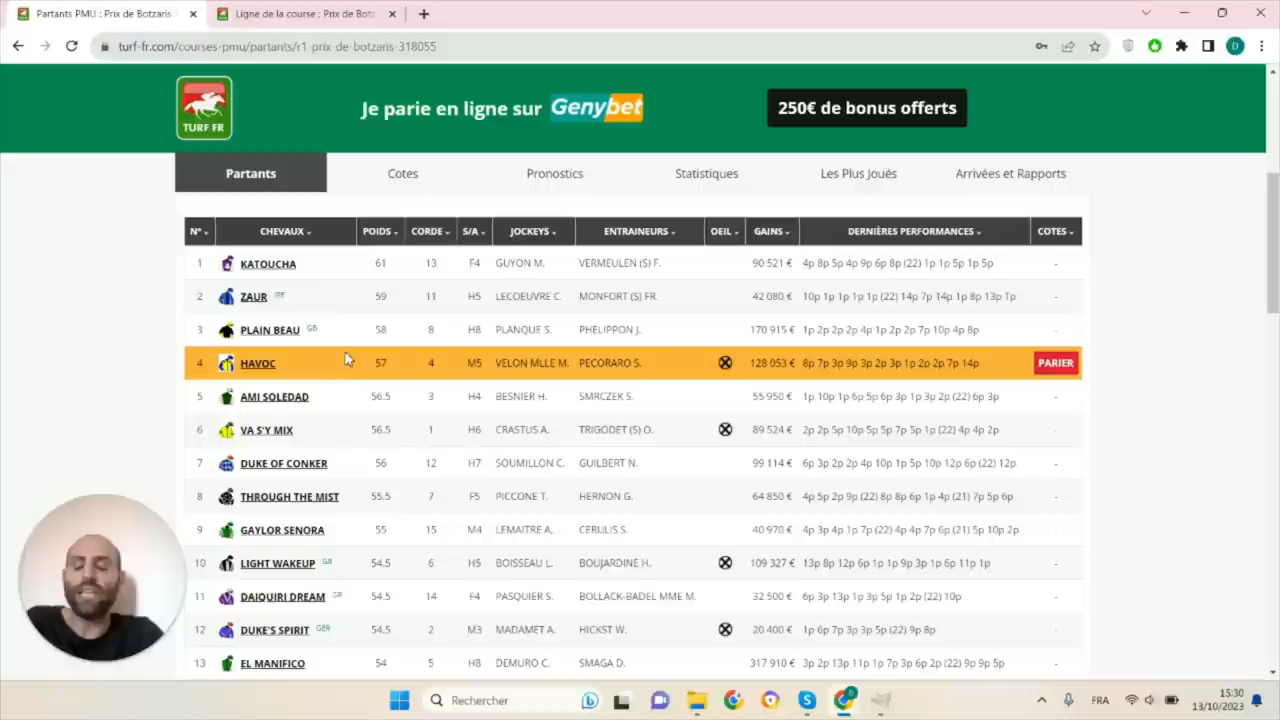 Partants PMU : Prix de Botzaris
Ligne de la course : Prix de Botz
turf-fr.com/courses-pmu/partants/r1-prix-de-botzaris-318055
D
TURF FR
Je parie en ligne sur Genybet
250€ de bonus offerts
Partants Cotes Pronostics Statistiques Les Plus Joués Arrivées et Rapports
N° CHEVAUX POIDS CORDE S/A JOCKEYS ENTRAINEURS OEIL GAINS DERNIÈRES PERFORMANCES COTES
1 KATOUCHA 61 13 F4 GUYON M. VERMEULEN (S) F. 90 521 € 4p 8p 5p 4p 9p 6p 8p (22) 1p 1p 5p 1p 5p -
2 ZAUR 59 11 H5 LECOEUVRE C. MONFORT (S) FR. 42 080 € 10p 1p 1p 1p 1p (22) 14p 7p 14p 1p 8p 13p Tp -
3 PLAIN BEAU GB 58 8 H8 PLANQUE S. PHELIPPON J. 170 915 € 1p 2p 2p 2p 4p 1p 2p 2p 7p 10p 4p 8p -
4 HAVOC 57 4 M5 VELON MLLE M. PECORARO S. 128 053 € 8p 7p 3p 9p 3p 2p 3p 1p 2p 2p 7p 14p PARIER
5 AMI SOLEDAD 56.5 3 H4 BESNIER H. SMRCZEK S. 55 950 € 1p 10p 1p 6p 5p 6p 3p 1p 3p 2p (22) 6p 3p -
6 VA S'Y MIX 56.5 1 H6 CRASTUS A. TRIGODET (S) O. 89 524 € 2p 2p 5p 10p 5p 5p 7p 5p 1p (22) 4p 4p 2p -
7 DUKE OF CONKER 56 12 H7 SOUMILLON C. GUILBERT N. 99 114 € 6p 3p 2p 2p 4p 10p 1p 5p 10p 12p 6p (22) 12p -
8 THROUGH THE MIST 55.5 7 F5 PICCONE T. HERNON G. 64 850 € 4p 5p 2p 9p (22) 8p 8p 6p 1p 4p (21) 7p 5p 6p -
9 GAYLOR SENORA 55 15 M4 LEMAITRE A. CERULIS S. 40 970 € 4p 3p 4p 1p 7p (22) 4p 4p 7p 6p (21) 5p 10p 2p -
10 LIGHT WAKEUP GB 54.5 6 H5 BOISSEAU L. BOUJARDINE H. 109 327 € 13p 8p 12p 6p 1p 1p 9p 3p 1p 6p 11p 1p -
11 DAIQUIRI DREAM GB 54.5 14 F4 PASQUIER S. BOLLACK-BADEL MME M. 32 500 € 6p 3p 13p 1p 3p 5p 1p 2p (22) 10p -
12 DUKE'S SPIRIT GER 54.5 2 M3 MADAMET A. HICKST W. 20 400 € 1p 6p 7p 3p 3p 5p (22) 9p 8p -
13 EL MANIFICO 54 5 H8 DEMURO C. SMAGA D. 317 910 € 3p 2p 13p 11p 1p 7p 3p 6p 2p (22) 9p 9p 5p -
Rechercher
FRA
15:30
13/10/2023